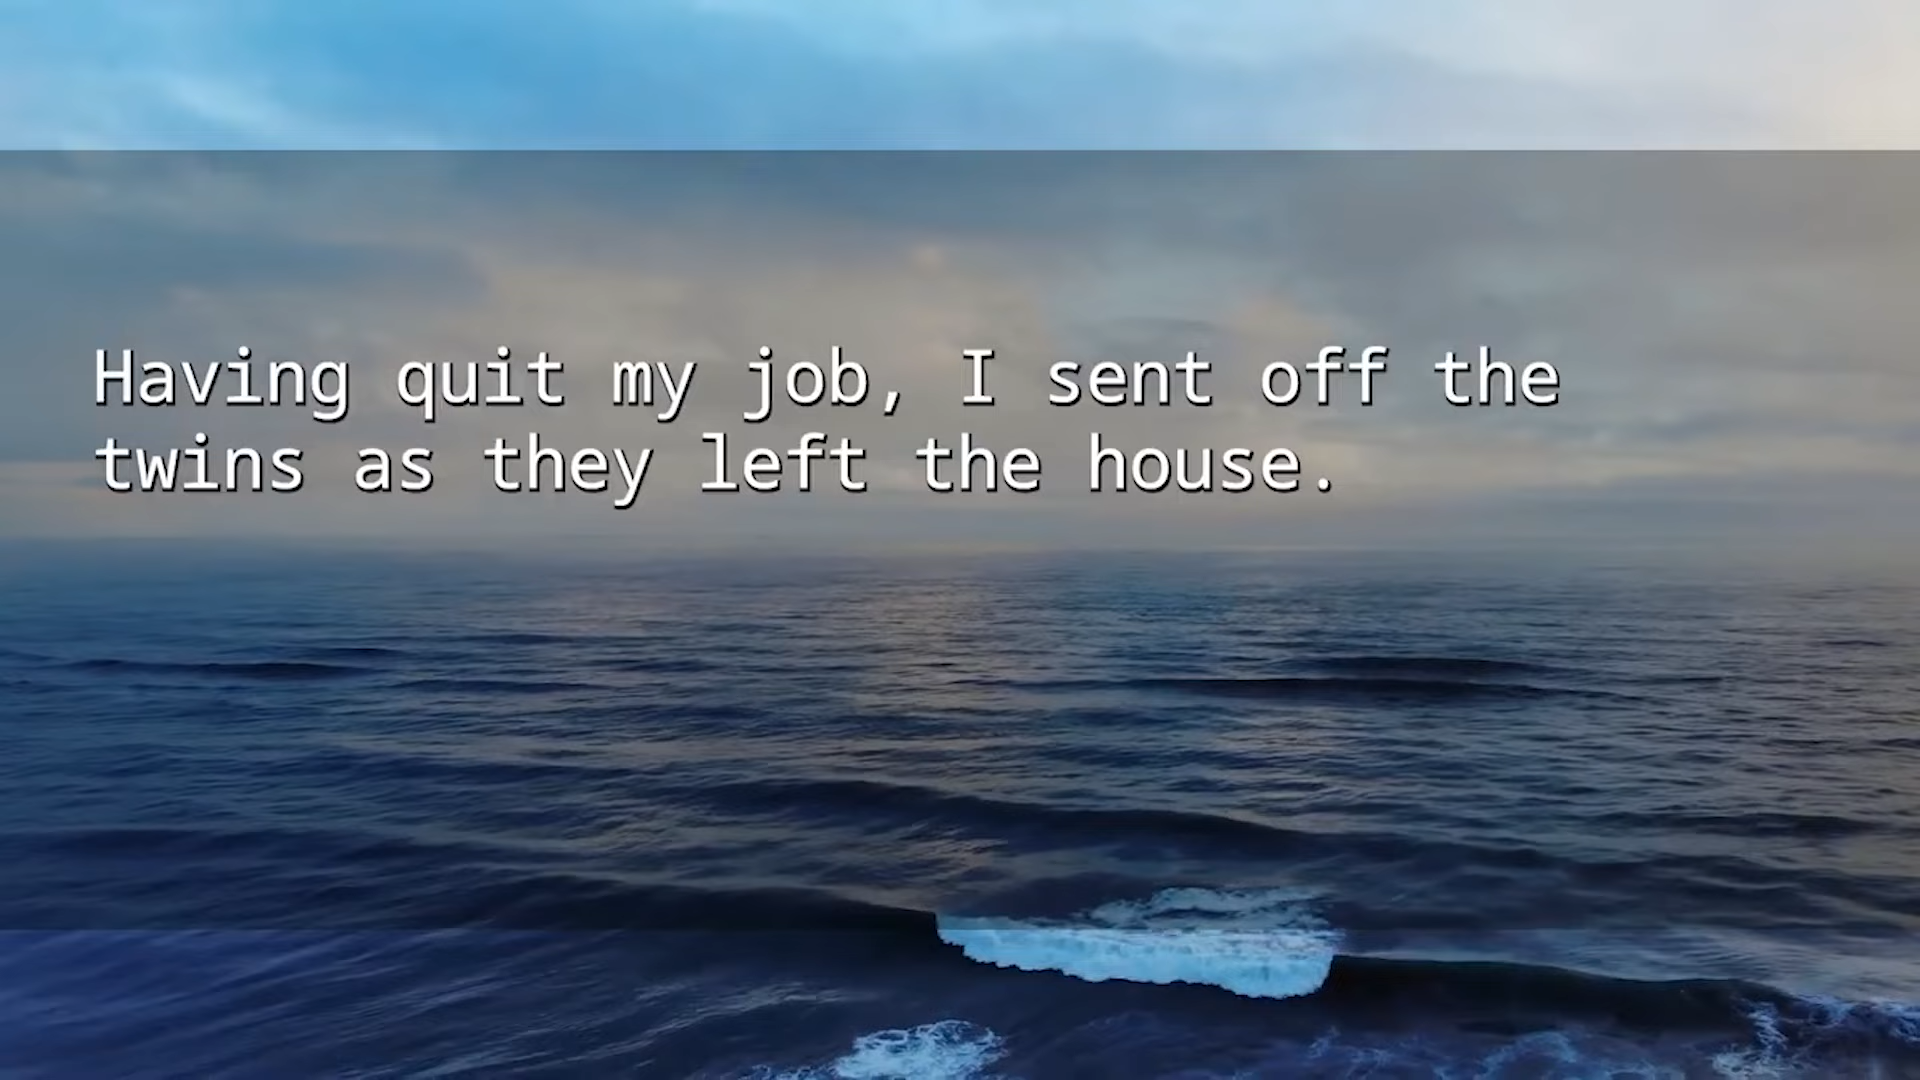 Having quit my job, I sent off the
twins as they left the house.